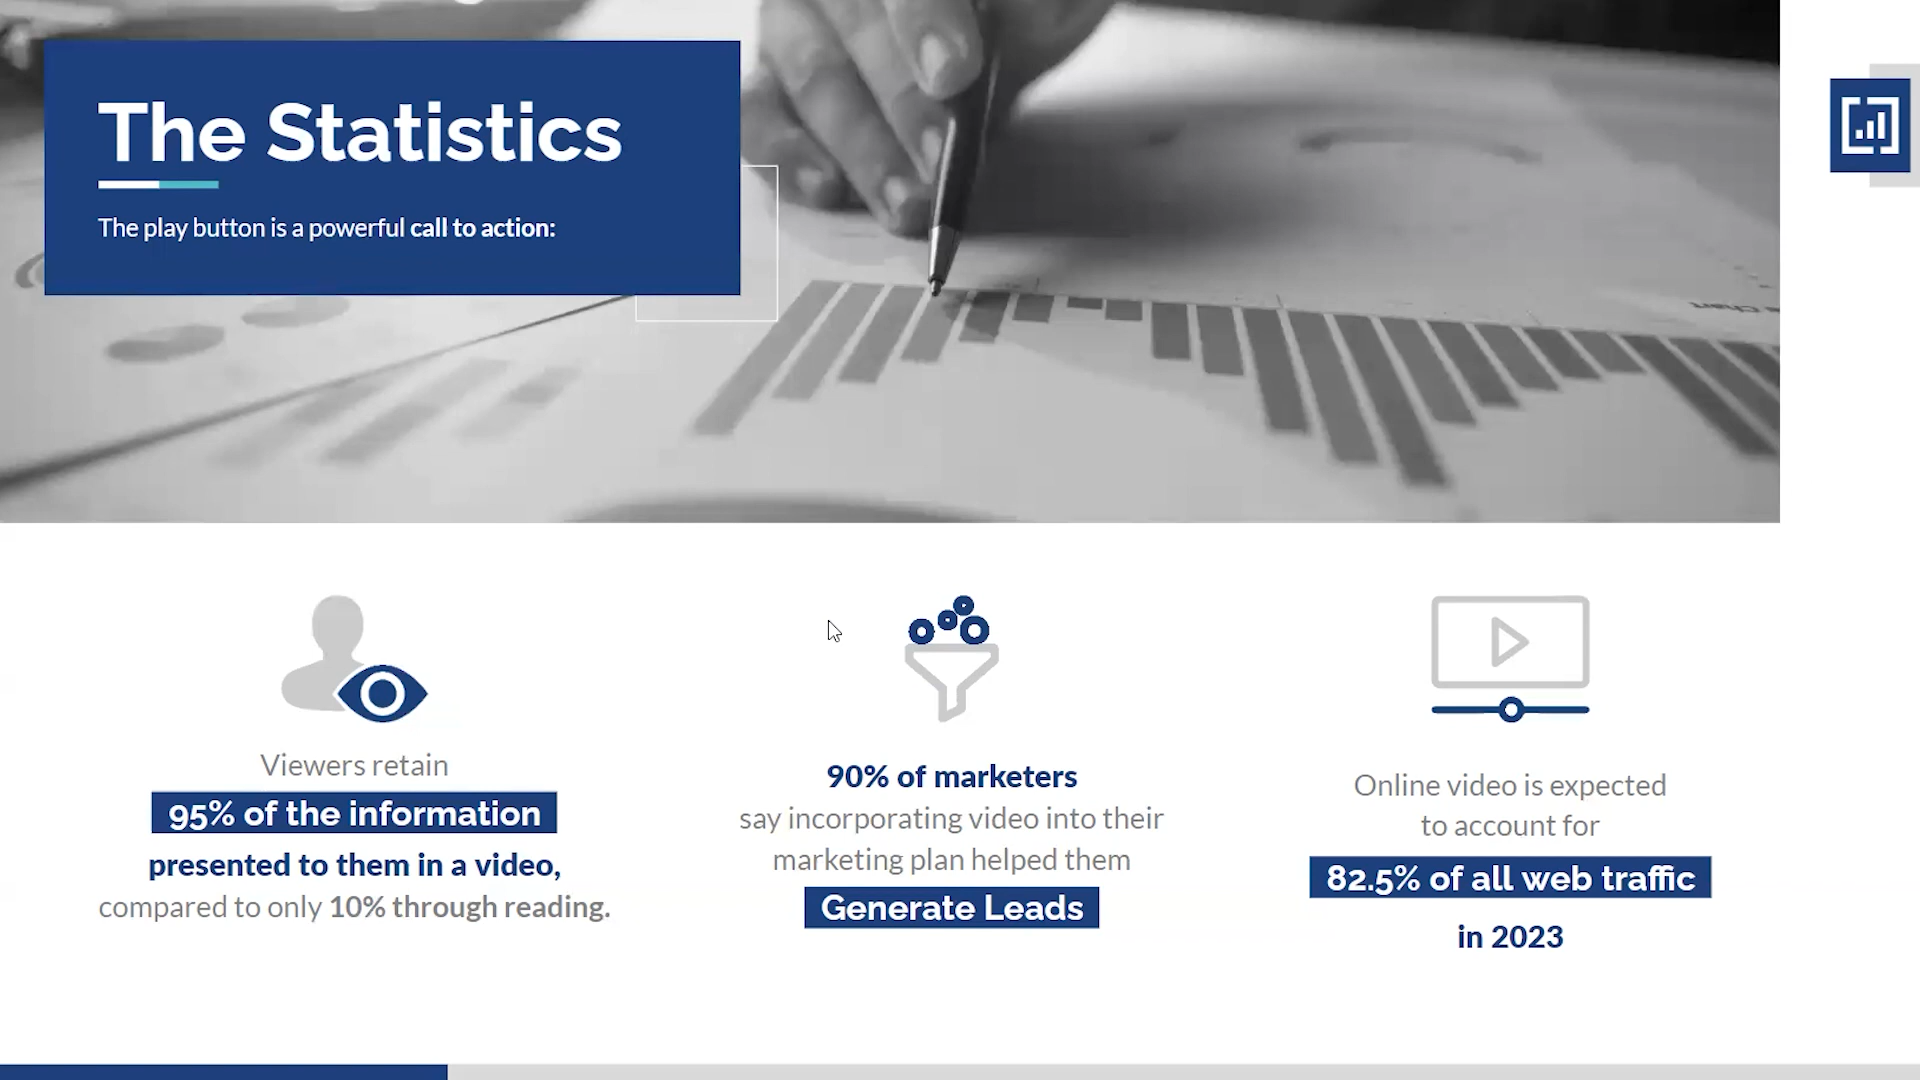 The Statistics
The play button is a powerful call to action:
Viewers retain
95% of the information
presented to them in a video,
compared to only 10% through reading.
90% of marketers
say incorporating video into their
marketing plan helped them
Generate Leads
Online video is expected
to account for
82.5% of all web traffic
in 2023